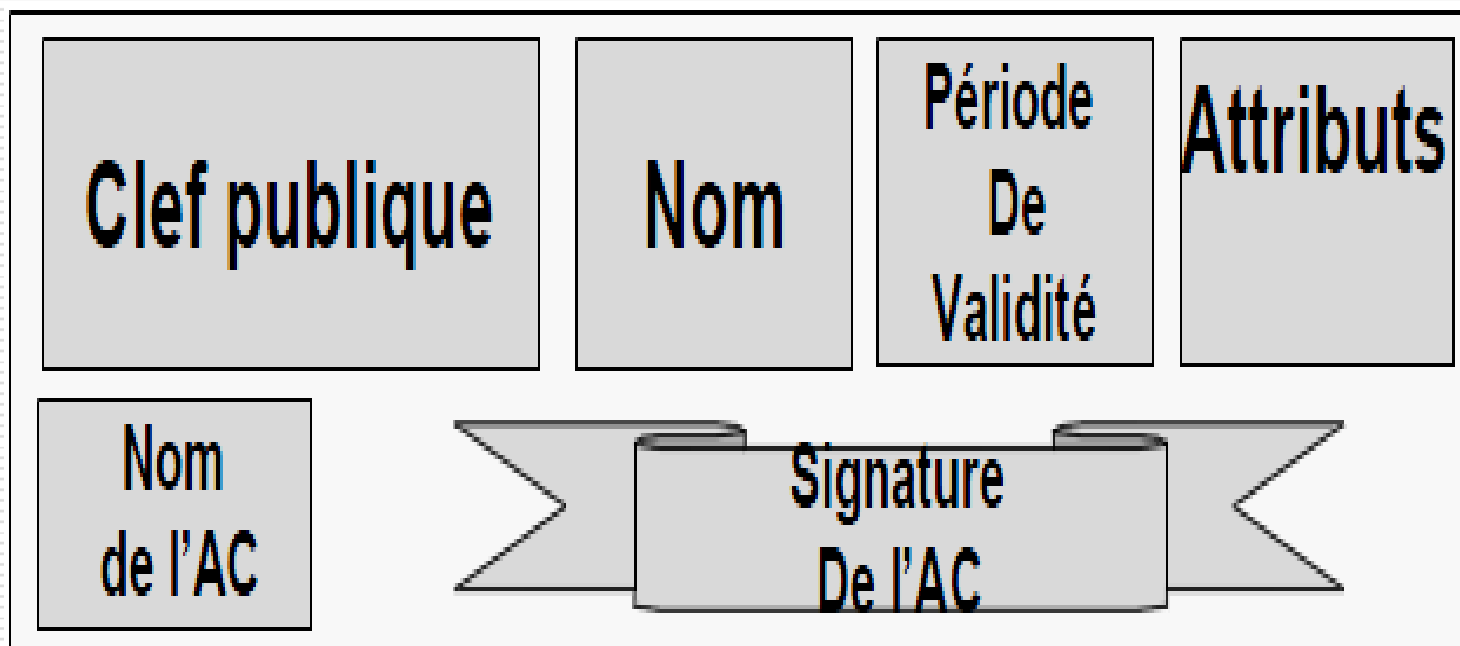 Clef publique
Nom
Période
De
Validité
Attributs
Nom
de l'AC
Signature
De l'AC